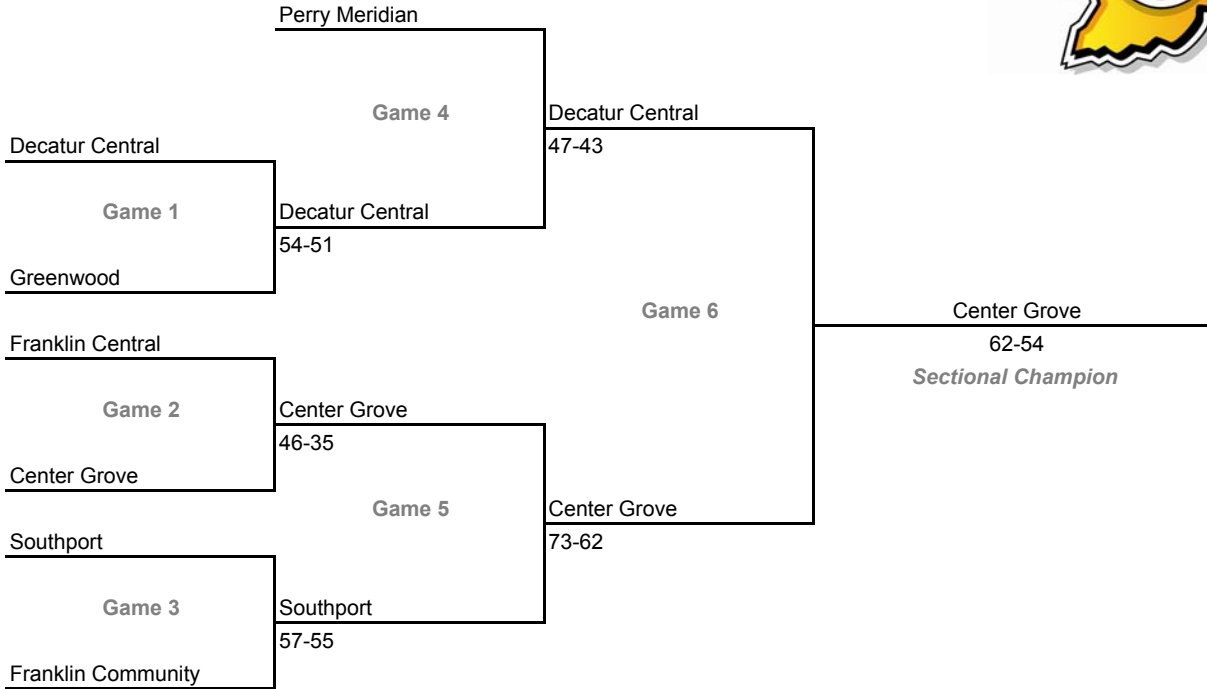 Perry Meridian
Game 4
Decatur Central
Decatur Central
47-43
Game 1
Decatur Central
54-51
Greenwood
Game 6
Center Grove
Franklin Central
62-54
Sectional Champion
Game 2
Center Grove
46-35
Center Grove
Game 5
Center Grove
Southport
73-62
Game 3
Southport
57-55
Franklin Community